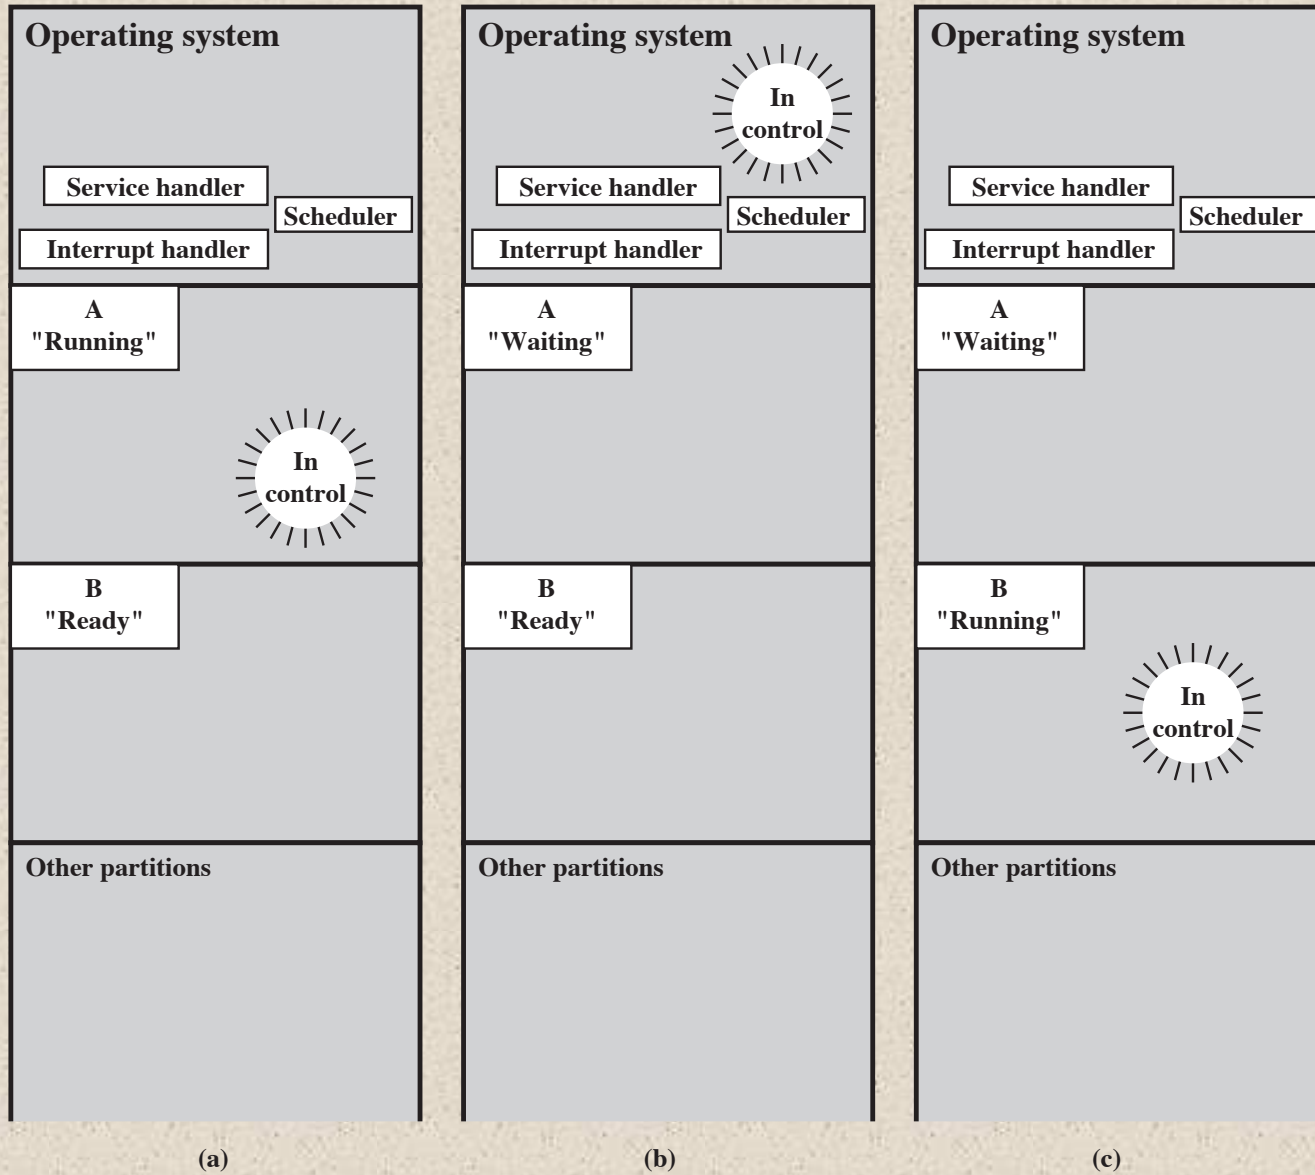 Operating system
In
control
Service handler
Scheduler
Interrupt handler
A
"Running"
In
control
B
"Ready"
Other partitions
(a)
Operating system
In
control
Service handler
Scheduler
Interrupt handler
A
"Waiting"
B
"Ready"
Other partitions
(b)
Operating system
Service handler
Scheduler
Interrupt handler
A
"Waiting"
B
"Running"
In
control
Other partitions
(c)